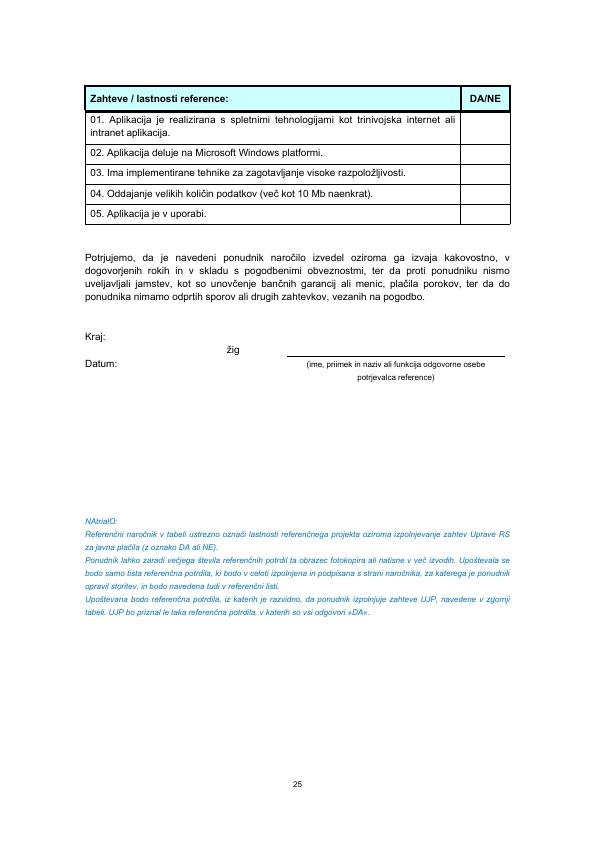 Zahteve / lastnosti reference: DA/NE
01. Aplikacija je realizirana s spletnimi tehnologijami kot trinivojska internet ali
intranet aplikacija.
02. Aplikacija deluje na Microsoft Windows platformi.
03. Ima implementirane tehnike za zagotavljanje visoke razpoložljivosti.
04. Oddajanje velikih količin podatkov (več kot 10 Mb naenkrat).
05. Aplikacija je v uporabi.
Potrjujemo, da je navedeni ponudnik naročilo izvedel oziroma ga izvaja kakovostno, v
dogovorjenih rokih in v skladu s pogodbenimi obveznostmi, ter da proti ponudniku nismo
uveljavljali jamstev, kot so unovčenje bančnih garancij ali menic, plačila porokov, ter da do
ponudnika nimamo odprtih sporov ali drugih zahtevkov, vezanih na pogodbo.
Kraj:
žig
Datum:
(ime, priimek in naziv ali funkcija odgovorne osebe
potrjevalca reference)
NAtrialO:
Referenčni naročnik v tabeli ustrezno označi lastnosti referenčnega projekta oziroma izpolnjevanje zahtev Uprave RS
za javna plačila (z oznako DA ali NE).
Ponudnik lahko zaradi večjega števila referenčnih potrdil ta obrazec fotokopira ali natisne v več izvodih. Upoštevala se
bodo samo tista referenčna potrdila, ki bodo v celoti izpolnjena in podpisana s strani naročnika, za katerega je ponudnik
opravil storitev, in bodo navedena tudi v referenčni listi.
Upoštevana bodo referenčna potrdila, iz katerih je razvidno, da ponudnik izpolnjuje zahteve UJP, navedene v zgornji
tabeli. UJP bo priznal le taka referenčna potrdila, v katerih so vsi odgovori »DA«.
25